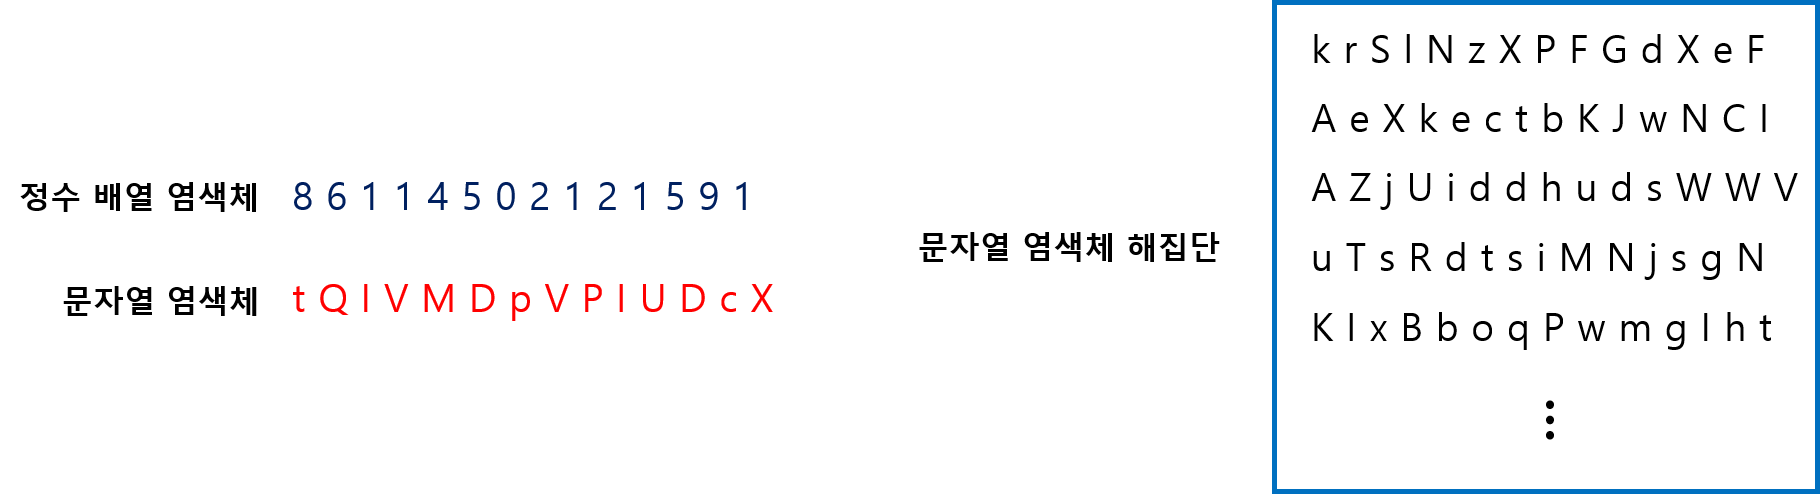 정수 배열 염색체 8 6 1 1 4 5 0 2 1 2 1 5 9 1
문자열 염색체 t Q I V M D p V P I U D c X
문자열 염색체 해집단
k r S l N z X P F G d X e F
A e X k e c t b K J w N C I
A Z j U i d d h u d s W W V
u T s R d t s i M N j s g N
K I x B b o q P w m g I h t